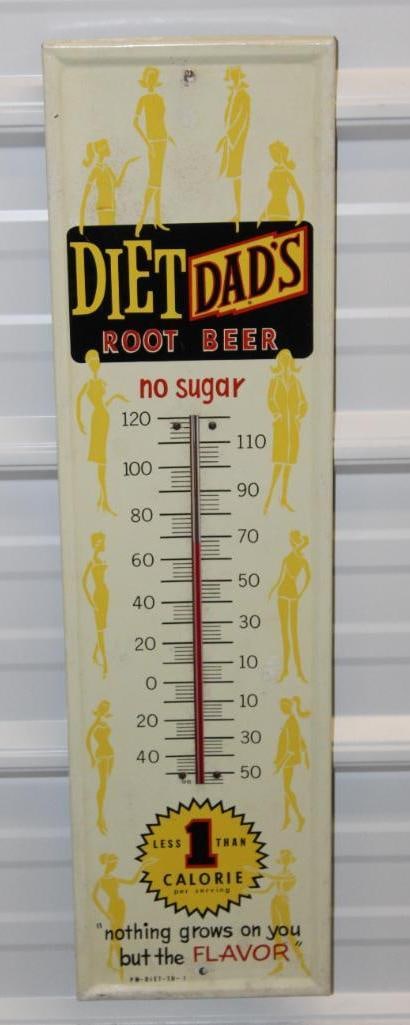 DIET DAD'S
ROOT BEER
no sugar
120
110
100
90
80
70
60
50
40
30
20
10
0
10
20
30
40
50
LESS 1 THAN
CALORIE
per serving
"nothing grows on you
but the FLAVOR"